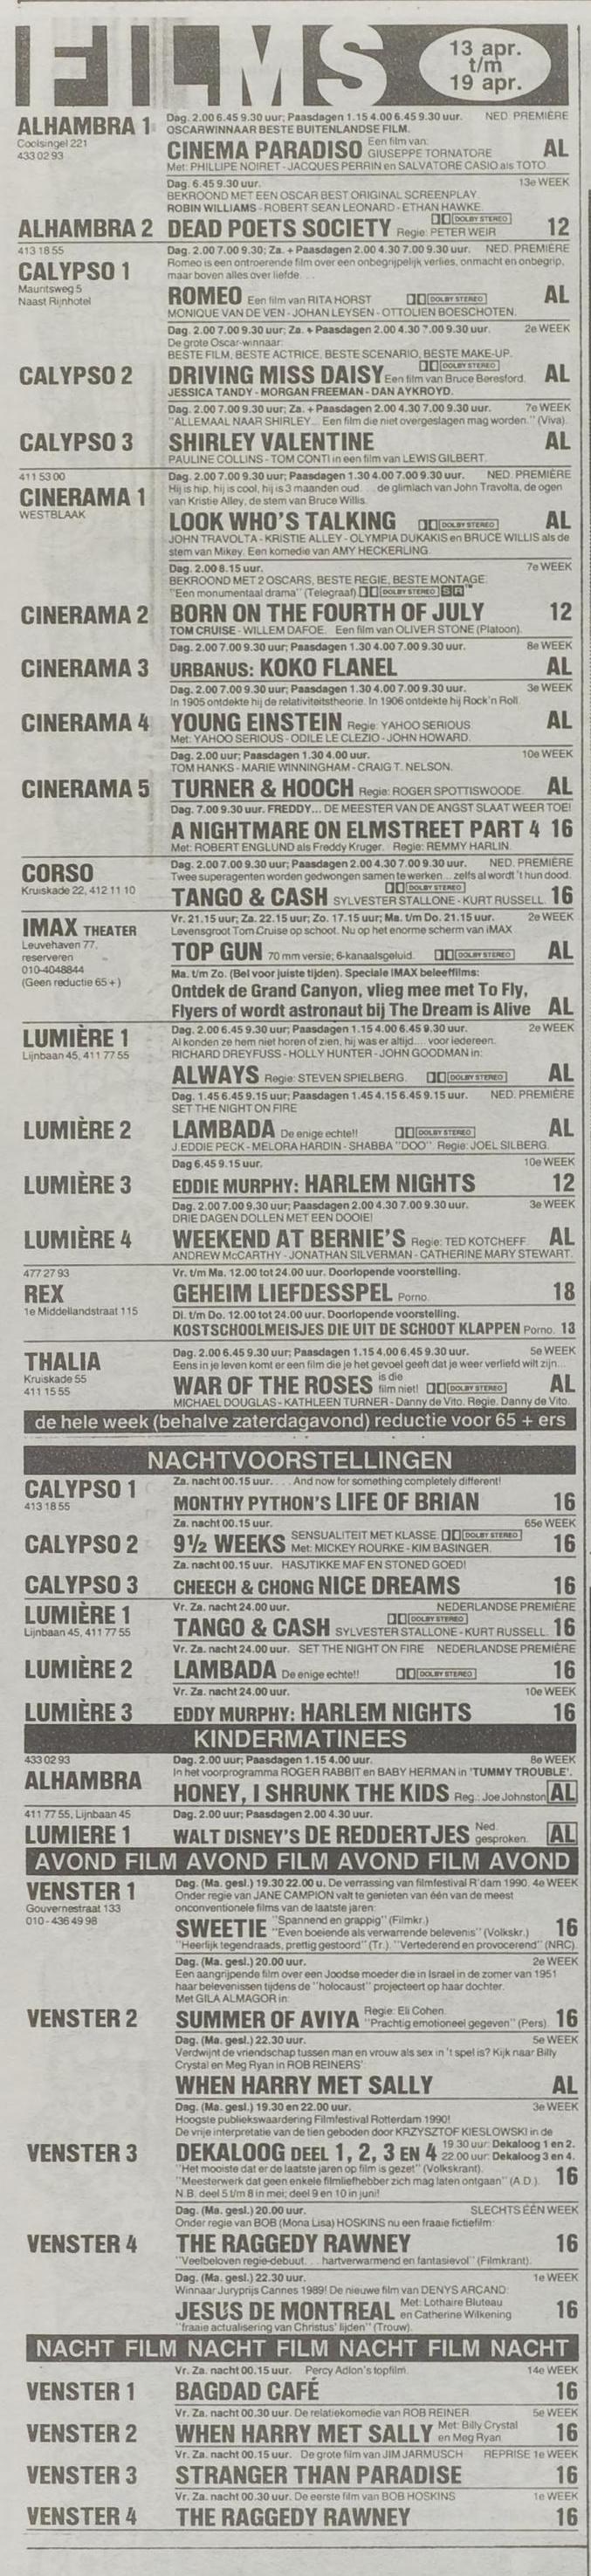 FILMS
13 apr.
t/m
19 apr.
ALHAMBRA 1
Coolsingel 221
433 02 93
Dag. 2.00 6.45 9.30 uur; Paasdagen 1.15 4.00 6.45 9.30 uur. NED. PREMIÈRE
OSCARWINNAAR BESTE BUITENLANDSE FILM.
CINEMA PARADISO Een film van: GIUSEPPE TORNATORE AL
Met: PHILLIPE NOIRET - JACQUES PERRIN en SALVATORE CASIO als TOTO.
Dag. 6.45 9.30 uur. 13e WEEK
BEKROOND MET EEN OSCAR BEST ORIGINAL SCREENPLAY.
ROBIN WILLIAMS - ROBERT SEAN LEONARD - ETHAN HAWKE.
DOLBY STEREO
ALHAMBRA 2 DEAD POETS SOCIETY Regie: PETER WEIR 12
413 18 55
CALYPSO 1
Mauritsweg 5
Naast Rijnhotel
Dag. 2.00 7.00 9.30; Za. + Paasdagen 2.00 4.30 7.00 9.30 uur. NED. PREMIÈRE
Romeo is een ontroerende film over een onbegrijpelijk verlies, onmacht en onbegrip,
maar boven alles over liefde....
ROMEO Een film van RITA HORST DOLBY STEREO AL
MONIQUE VAN DE VEN - JOHAN LEYSEN - OTTOLIEN BOESCHOTEN.
Dag. 2.00 7.00 9.30 uur; Za. + Paasdagen 2.00 4.30 7.00 9.30 uur. 2e WEEK
De grote Oscar-winnaar:
BESTE FILM, BESTE ACTRICE, BESTE SCENARIO, BESTE MAKE-UP.
DOLBY STEREO
CALYPSO 2 DRIVING MISS DAISY Een film van Bruce Beresford. AL
JESSICA TANDY - MORGAN FREEMAN - DAN AYKROYD.
Dag. 2.00 7.00 9.30 uur; Za. + Paasdagen 2.00 4.30 7.00 9.30 uur. 7e WEEK
"ALLEMAAL NAAR SHIRLEY... Een film die niet overgeslagen mag worden." (Viva).
CALYPSO 3 SHIRLEY VALENTINE AL
PAULINE COLLINS - TOM CONTI in een film van LEWIS GILBERT.
411 53 00
CINERAMA 1
WESTBLAAK
Dag. 2.00 7.00 9.30 uur; Paasdagen 1.30 4.00 7.00 9.30 uur. NED. PREMIÈRE
Hij is hip, hij is cool, hij is 3 maanden oud... de glimlach van John Travolta, de ogen
van Kristie Alley, de stem van Bruce Willis.
LOOK WHO'S TALKING DOLBY STEREO AL
JOHN TRAVOLTA - KRISTIE ALLEY - OLYMPIA DUKAKIS en BRUCE WILLIS als de
stem van Mikey. Een komedie van AMY HECKERLING.
Dag. 2.00 8.15 uur. 7e WEEK
BEKROOND MET 2 OSCARS, BESTE REGIE, BESTE MONTAGE.
"Een monumentaal drama" (Telegraaf) DOLBY STEREO SR™
CINERAMA 2 BORN ON THE FOURTH OF JULY 12
TOM CRUISE - WILLEM DAFOE. Een film van OLIVER STONE (Platoon).
Dag. 2.00 7.00 9.30 uur; Paasdagen 1.30 4.00 7.00 9.30 uur. 8e WEEK
CINERAMA 3 URBANUS: KOKO FLANEL AL
Dag. 2.00 7.00 9.30 uur; Paasdagen 1.30 4.00 7.00 9.30 uur. 3e WEEK
In 1905 ontdekte hij de relativiteitstheorie. In 1906 ontdekte hij Rock'n Roll.
CINERAMA 4 YOUNG EINSTEIN Regie: YAHOO SERIOUS AL
Met: YAHOO SERIOUS - ODILE LE CLEZIO - JOHN HOWARD.
Dag. 2.00 uur; Paasdagen 1.30 4.00 uur. 10e WEEK
TOM HANKS - MARIE WINNINGHAM - CRAIG T. NELSON.
CINERAMA 5 TURNER & HOOCH Regie: ROGER SPOTTISWOODE. AL
Dag. 7.00 9.30 uur. FREDDY... DE MEESTER VAN DE ANGST SLAAT WEER TOE!
A NIGHTMARE ON ELMSTREET PART 4 16
Met: ROBERT ENGLUND als Freddy Kruger. Regie: REMMY HARLIN.
CORSO
Kruiskade 22, 412 11 10
Dag. 2.00 7.00 9.30 uur; Paasdagen 2.00 4.30 7.00 9.30 uur. NED. PREMIÈRE
Twee superagenten worden gedwongen samen te werken... zelfs al wordt 't hun dood.
DOLBY STEREO
TANGO & CASH SYLVESTER STALLONE - KURT RUSSELL. 16
IMAX THEATER
Leuvehaven 77,
reserveren
010-4048844
(Geen reductie 65 +)
Vr. 21.15 uur; Za. 22.15 uur; Zo. 17.15 uur; Ma. t/m Do. 21.15 uur. 2e WEEK
Levensgroot Tom Cruise op schoot. Nu op het enorme scherm van IMAX
TOP GUN 70 mm versie; 6-kanaalsgeluid. DOLBY STEREO AL
Ma. t/m Zo. (Bel voor juiste tijden). Speciale IMAX beleeffilms:
Ontdek de Grand Canyon, vlieg mee met To Fly,
Flyers of wordt astronaut bij The Dream is Alive AL
LUMIÈRE 1
Lijnbaan 45, 411 77 55
Dag. 2.00 6.45 9.30 uur; Paasdagen 1.15 4.00 6.45 9.30 uur. 2e WEEK
Al konden ze hem niet horen of zien, hij was er altijd.... voor iedereen.
RICHARD DREYFUSS - HOLLY HUNTER - JOHN GOODMAN in:
ALWAYS Regie: STEVEN SPIELBERG. DOLBY STEREO AL
Dag. 1.45 6.45 9.15 uur; Paasdagen 1.45 4.15 6.45 9.15 uur. NED. PREMIÈRE
SET THE NIGHT ON FIRE
LUMIÈRE 2 LAMBADA De enige echte!! DOLBY STEREO AL
J.EDDIE PECK - MELORA HARDIN - SHABBA "DOO". Regie: JOEL SILBERG.
Dag 6.45 9.15 uur. 10e WEEK
LUMIÈRE 3 EDDIE MURPHY: HARLEM NIGHTS 12
Dag. 2.00 7.00 9.30 uur; Paasdagen 2.00 4.30 7.00 9.30 uur. 3e WEEK
DRIE DAGEN DOLLEN MET EEN DOOIE!
LUMIÈRE 4 WEEKEND AT BERNIE'S Regie: TED KOTCHEFF. AL
ANDREW McCARTHY - JONATHAN SILVERMAN - CATHERINE MARY STEWART.
477 27 93
REX
1e Middellandstraat 115
Vr. t/m Ma. 12.00 tot 24.00 uur. Doorlopende voorstelling.
GEHEIM LIEFDESSPEL Porno. 18
Di. t/m Do. 12.00 tot 24.00 uur. Doorlopende voorstelling.
KOSTSCHOOLMEISJES DIE UIT DE SCHOOT KLAPPEN Porno. 18
THALIA
Kruiskade 55
411 15 55
Dag. 2.00 6.45 9.30 uur; Paasdagen 1.15 4.00 6.45 9.30 uur. 5e WEEK
Eens in je leven komt er een film die je het gevoel geeft dat je weer verliefd wilt zijn...
WAR OF THE ROSES is die film niet! DOLBY STEREO AL
MICHAEL DOUGLAS - KATHLEEN TURNER - Danny de Vito. Regie. Danny de Vito.
de hele week (behalve zaterdagavond) reductie voor 65 + ers
NACHTVOORSTELLINGEN
CALYPSO 1
413 18 55
Za. nacht 00.15 uur.... And now for something completely different!
MONTHY PYTHON'S LIFE OF BRIAN 16
Za. nacht 00.15 uur. 65e WEEK
CALYPSO 2 9½ WEEKS SENSUALITEIT MET KLASSE. DOLBY STEREO
Met: MICKEY ROURKE - KIM BASINGER. 16
Za. nacht 00.15 uur. HASJTIKKE MAF EN STONED GOED!
CALYPSO 3 CHEECH & CHONG NICE DREAMS 16
LUMIÈRE 1
Lijnbaan 45, 411 77 55
Vr. Za. nacht 24.00 uur. NEDERLANDSE PREMIÈRE
DOLBY STEREO
TANGO & CASH SYLVESTER STALLONE - KURT RUSSELL. 16
Vr. Za. nacht 24.00 uur. SET THE NIGHT ON FIRE NEDERLANDSE PREMIÈRE
LUMIÈRE 2 LAMBADA De enige echte!! DOLBY STEREO 16
Vr. Za. nacht 24.00 uur. 10e WEEK
LUMIÈRE 3 EDDY MURPHY: HARLEM NIGHTS 16
KINDERMATINEES
433 02 93
ALHAMBRA
Dag. 2.00 uur; Paasdagen 1.15 4.00 uur. 8e WEEK
In het voorprogramma ROGER RABBIT en BABY HERMAN in 'TUMMY TROUBLE'.
HONEY, I SHRUNK THE KIDS Reg.: Joe Johnston AL
411 77 55, Lijnbaan 45
Dag. 2.00 uur; Paasdagen 2.00 4.30 uur.
LUMIERE 1 WALT DISNEY'S DE REDDERTJES Ned. gesproken. AL
AVOND FILM AVOND FILM AVOND FILM AVOND
VENSTER 1
Gouvernestraat 133
010 - 436 49 98
Dag. (Ma. gesl.) 19.30 22.00 u. De verrassing van filmfestival R'dam 1990. 4e WEEK
Onder regie van JANE CAMPION valt te genieten van één van de meest
onconventionele films van de laatste jaren:
SWEETIE "Spannend en grappig" (Filmkr.)
"Even boeiende als verwarrende belevenis" (Volkskr.) 16
"Heerlijk tegendraads, prettig gestoord" (Tr.). "Vertederend en provocerend" (NRC).
Dag. (Ma. gesl.) 20.00 uur. 2e WEEK
Een aangrijpende film over een Joodse moeder die in Israel in de zomer van 1951
haar belevenissen tijdens de "holocaust" projecteert op haar dochter.
Met GILA ALMAGOR in:
VENSTER 2 SUMMER OF AVIYA Regie: Eli Cohen.
"Prachtig emotioneel gegeven" (Pers). 16
Dag. (Ma. gesl.) 22.30 uur. 5e WEEK
Verdwijnt de vriendschap tussen man en vrouw als sex in 't spel is? Kijk naar Billy
Crystal en Meg Ryan in ROB REINERS':
WHEN HARRY MET SALLY AL
Dag. (Ma. gesl.) 19.30 en 22.00 uur. 3e WEEK
Hoogste publiekswaardering Filmfestival Rotterdam 1990!
De vrije interpretatie van de tien geboden door KRZYSZTOF KIESLOWSKI in de
VENSTER 3 DEKALOOG DEEL 1, 2, 3 EN 4 19.30 uur: Dekaloog 1 en 2.
22.00 uur: Dekaloog 3 en 4.
"Het mooiste dat er de laatste jaren op film is gezet" (Volkskrant).
"Meesterwerk dat geen enkele filmliefhebber zich mag laten ontgaan" (A.D.). 16
N.B. deel 5 t/m 8 in mei; deel 9 en 10 in juni!
Dag. (Ma. gesl.) 20.00 uur. SLECHTS ÉÉN WEEK
Onder regie van BOB (Mona Lisa) HOSKINS nu een fraaie fictiefilm:
VENSTER 4 THE RAGGEDY RAWNEY 16
"Veelbeloven regie-debuut... hartverwarmend en fantasievol" (Filmkrant).
Dag. (Ma. gesl.) 22.30 uur. 1e WEEK
Winnaar Juryprijs Cannes 1989! De nieuwe film van DENYS ARCAND:
JESUS DE MONTREAL Met: Lothaire Bluteau en Catherine Wilkening 16
"fraaie actualisering van Christus' lijden" (Trouw).
NACHT FILM NACHT FILM NACHT FILM NACHT
Vr. Za. nacht 00.15 uur. Percy Adlon's topfilm. 14e WEEK
VENSTER 1 BAGDAD CAFÉ 16
Vr. Za. nacht 00.30 uur. De relatiekomedie van ROB REINER. 5e WEEK
VENSTER 2 WHEN HARRY MET SALLY Met: Billy Crystal en Meg Ryan 16
Vr. Za. nacht 00.15 uur. De grote film van JIM JARMUSCH REPRISE 1e WEEK
VENSTER 3 STRANGER THAN PARADISE 16
Vr. Za. nacht 00.30 uur. De eerste film van BOB HOSKINS 1e WEEK
VENSTER 4 THE RAGGEDY RAWNEY 16